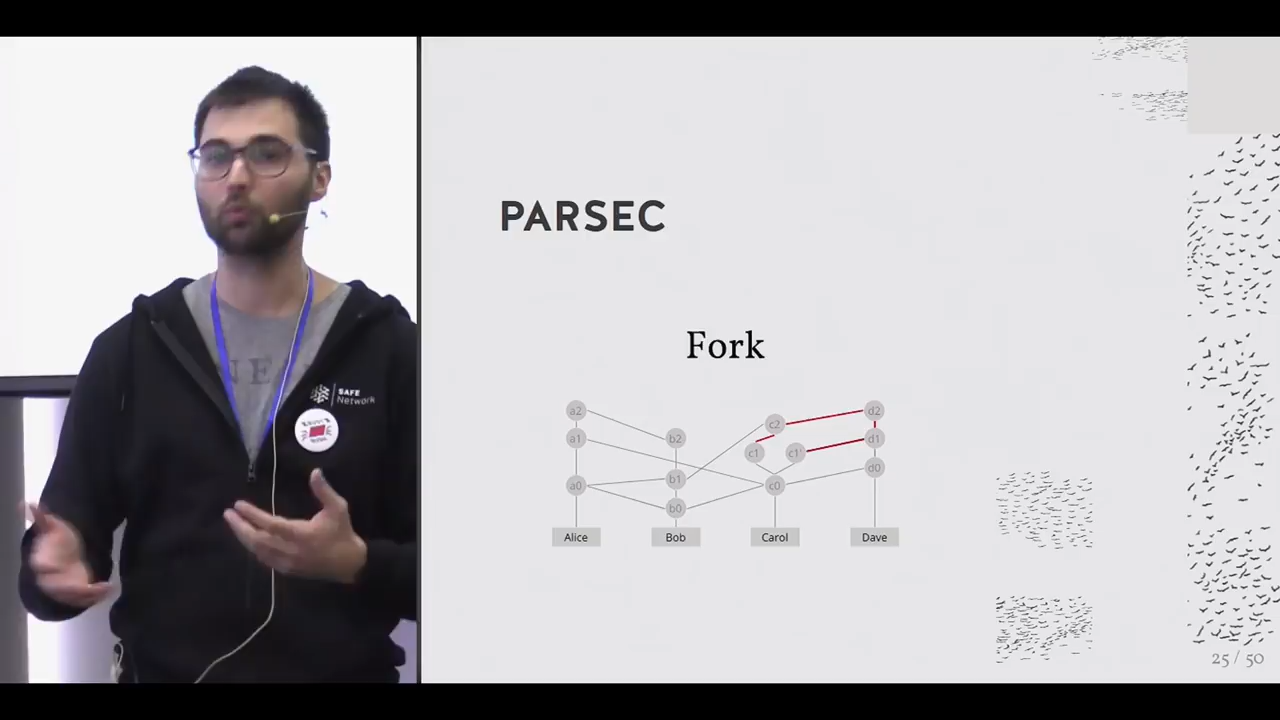 NEA
SAFE
Network
PARSEC
Fork
a2
a1
a0
b2
b1
b0
c2
c1
c1'
c0
d2
d1
d0
Alice
Bob
Carol
Dave
25 / 50